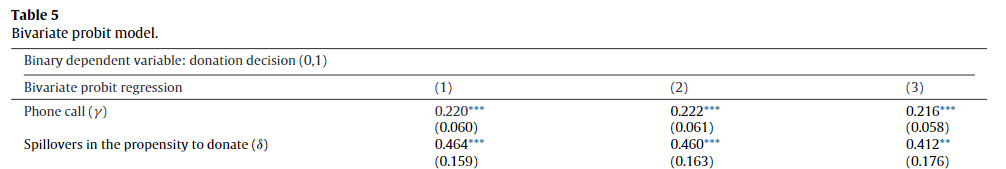 Table 5
Bivariate probit model.
Binary dependent variable: donation decision (0,1)
Bivariate probit regression (1) (2) (3)
Phone call (γ) 0.220*** 0.222*** 0.216***
(0.060) (0.061) (0.058)
Spillovers in the propensity to donate (δ) 0.464*** 0.460*** 0.412**
(0.159) (0.163) (0.176)